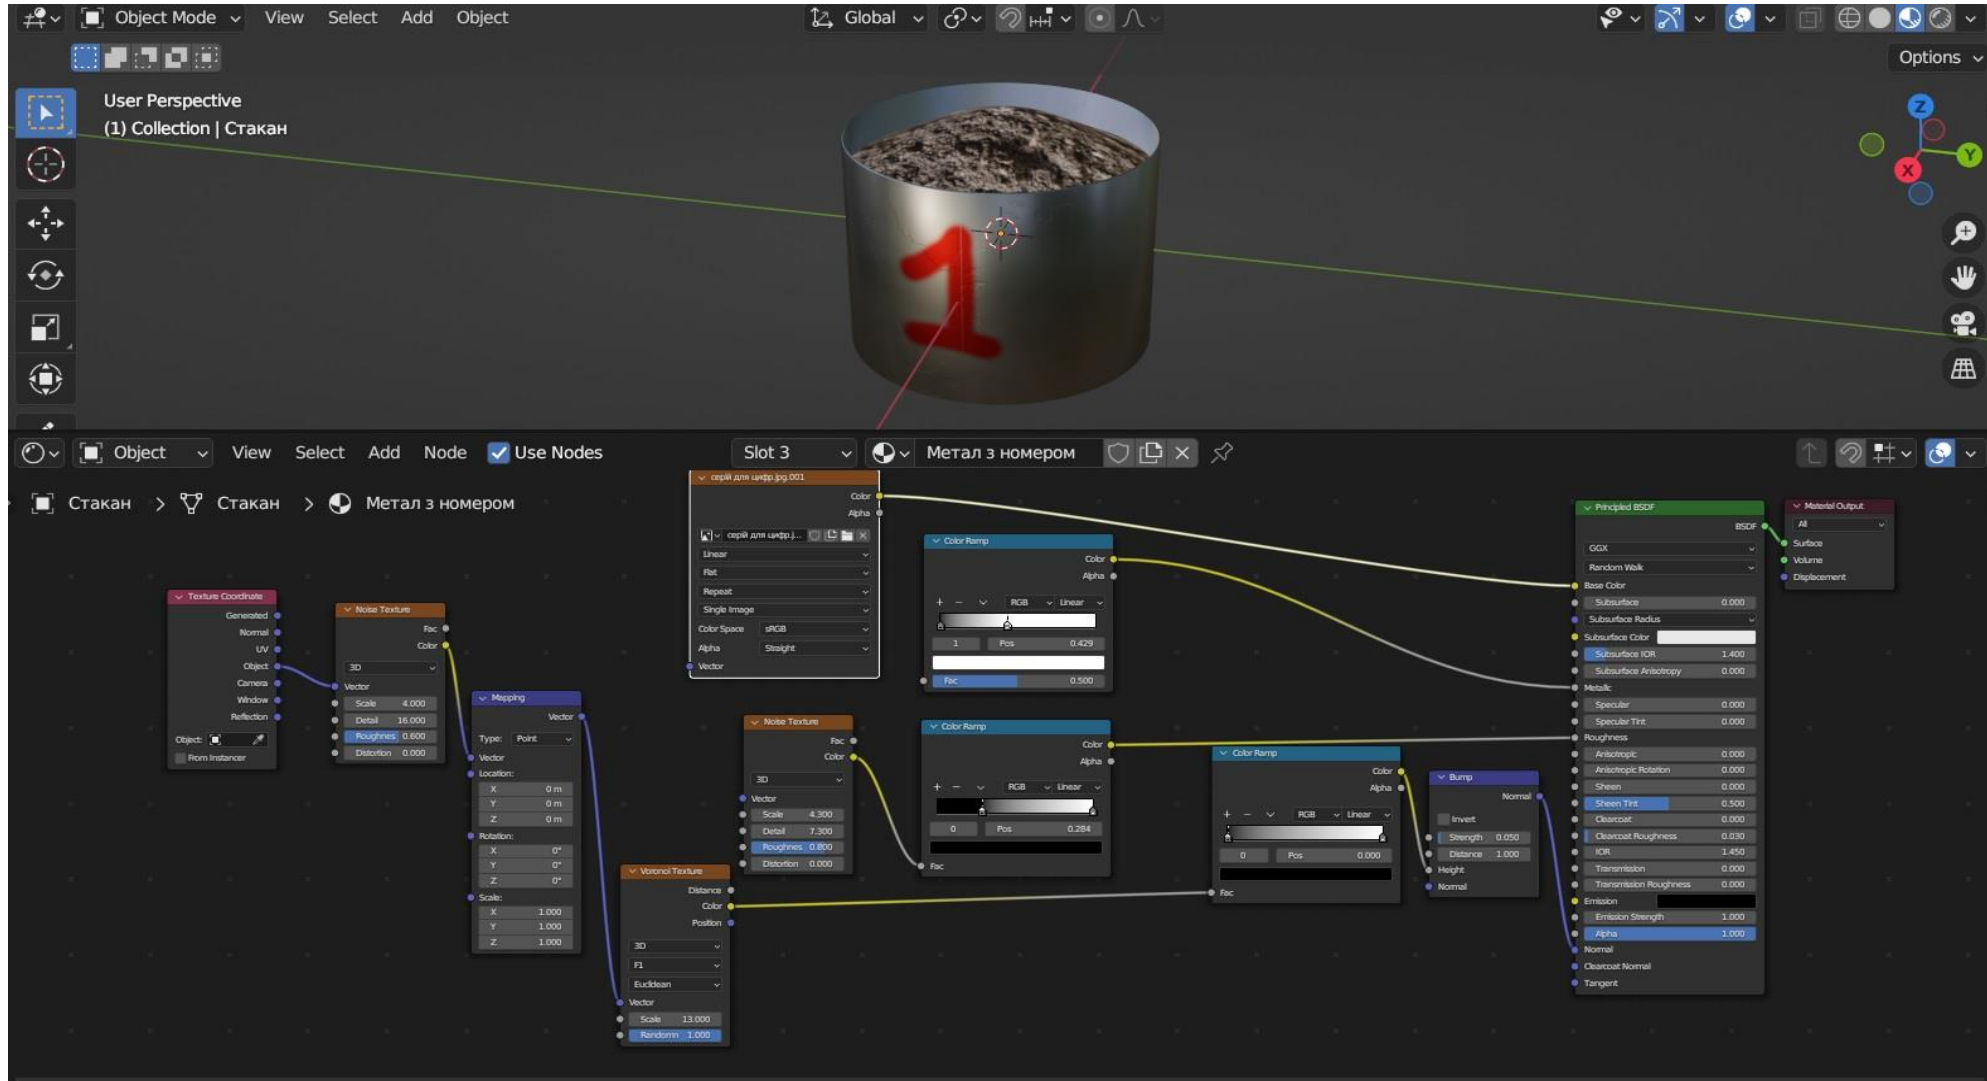 Object Mode View Select Add Object Global
Options
User Perspective
(1) Collection | Стакан
Z
Y
X
1
Object View Select Add Node Use Nodes Slot 3 Метал з номером
Стакан > Стакан > Метал з номером
серій для цифр.jpg.001
Color
Alpha
серій для цифр.j...
Linear
Flat
Repeat
Single Image
Color Space sRGB
Alpha Straight
Vector
Texture Coordinate
Generated
Normal
UV
Object
Camera
Window
Reflection
Object:
From Instancer
Noise Texture
Fac
Color
3D
Vector
Scale 4.000
Detail 16.000
Roughnes 0.600
Distortion 0.000
Mapping
Vector
Type: Point
Vector
Location:
X 0 m
Y 0 m
Z 0 m
Rotation:
X 0°
Y 0°
Z 0°
Scale:
X 1.000
Y 1.000
Z 1.000
Voronoi Texture
Distance
Color
Position
3D
F1
Euclidean
Vector
Scale 13.000
Randomn 1.000
Noise Texture
Fac
Color
3D
Vector
Scale 4.300
Detail 7.300
Roughnes 0.800
Distortion 0.000
Color Ramp
Color
Alpha
+ − RGB Linear
1 Pos 0.429
Fac 0.500
Color Ramp
Color
Alpha
+ − RGB Linear
0 Pos 0.284
Fac
Color Ramp
Color
Alpha
+ − RGB Linear
0 Pos 0.000
Fac
Bump
Normal
Invert
Strength 0.050
Distance 1.000
Height
Normal
Principled BSDF
BSDF
GGX
Random Walk
Base Color
Subsurface 0.000
Subsurface Radius
Subsurface Color
Subsurface IOR 1.400
Subsurface Anisotropy 0.000
Metallic
Specular 0.000
Specular Tint 0.000
Roughness
Anisotropic 0.000
Anisotropic Rotation 0.000
Sheen 0.000
Sheen Tint 0.500
Clearcoat 0.000
Clearcoat Roughness 0.030
IOR 1.450
Transmission 0.000
Transmission Roughness 0.000
Emission
Emission Strength 1.000
Alpha 1.000
Normal
Clearcoat Normal
Tangent
Material Output
All
Surface
Volume
Displacement